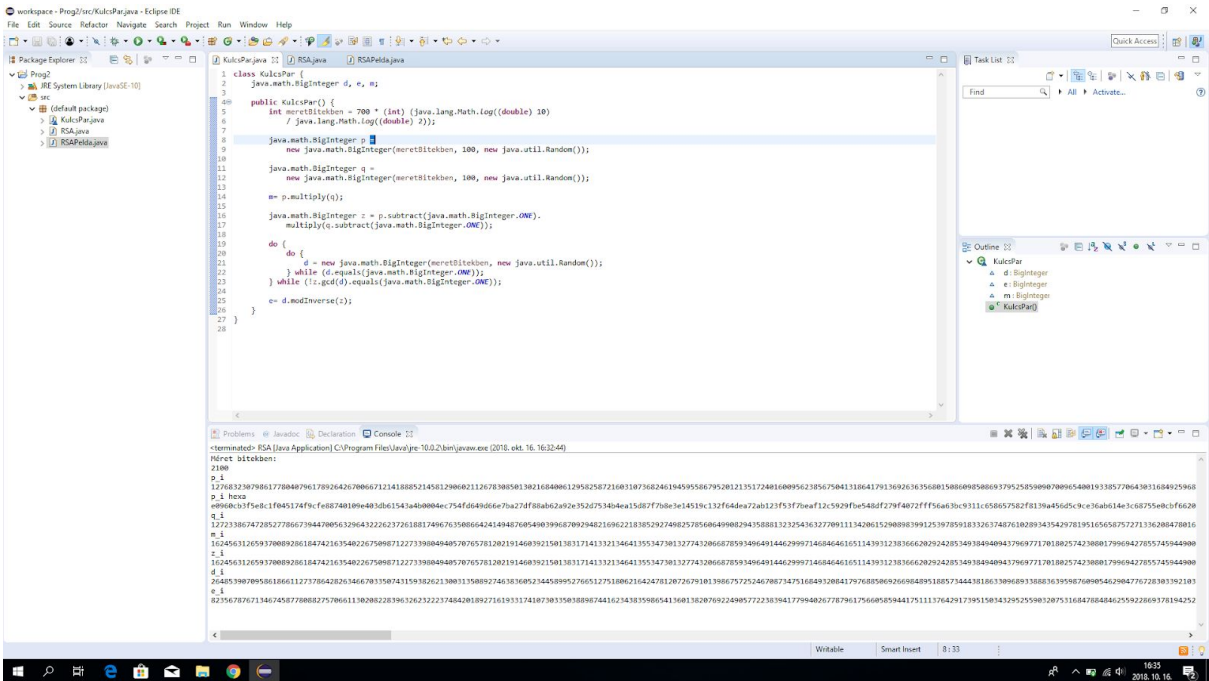 workspace - Prog2/src/KulcsPar.java - Eclipse IDE
File Edit Source Refactor Navigate Search Project Run Window Help
Quick Access
Package Explorer
Prog2
JRE System Library [JavaSE-10]
src
(default package)
KulcsPar.java
RSA.java
RSAPelda.java
KulcsPar.java RSA.java RSAPelda.java
1 class KulcsPar {
2 java.math.BigInteger d, e, m;
3
4 public KulcsPar() {
5 int meretBitekben = 700 * (int) (java.lang.Math.log((double) 10)
6 / java.lang.Math.log((double) 2));
7
8 java.math.BigInteger p =
9 new java.math.BigInteger(meretBitekben, 100, new java.util.Random());
10
11 java.math.BigInteger q =
12 new java.math.BigInteger(meretBitekben, 100, new java.util.Random());
13
14 m= p.multiply(q);
15
16 java.math.BigInteger z = p.subtract(java.math.BigInteger.ONE).
17 multiply(q.subtract(java.math.BigInteger.ONE));
18
19 do {
20 do {
21 d = new java.math.BigInteger(meretBitekben, new java.util.Random());
22 } while (d.equals(java.math.BigInteger.ONE));
23 } while (!z.gcd(d).equals(java.math.BigInteger.ONE));
24
25 e= d.modInverse(z);
26 }
27 }
28
Task List
Find All Activate...
Outline
KulcsPar
d : BigInteger
e : BigInteger
m : BigInteger
KulcsPar()
Problems Javadoc Declaration Console
<terminated> RSA [Java Application] C:\Program Files\Java\jre-10.0.2\bin\javaw.exe (2018. okt. 16. 16:32:44)
Méret bitekben:
2100
p_i
p_i hexa
q_i
m_i
z_i
d_i
e_i
Writable Smart Insert 8:33
16:35
2018. 10. 16.